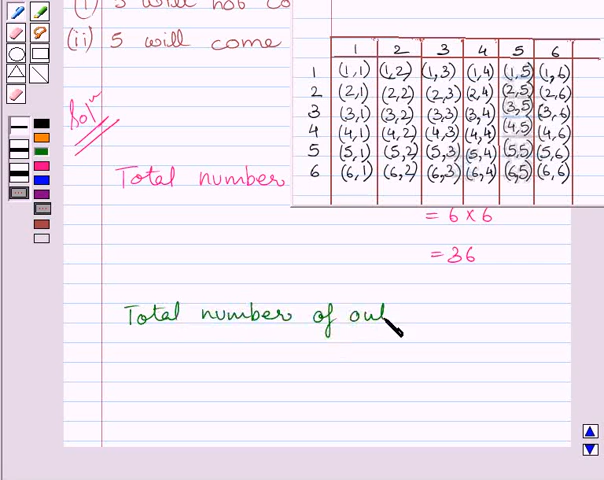 (i) 5 will not co
(ii) 5 will come
1 2 3 4 5 6
1 (1,1) (1,2) (1,3) (1,4) (1,5) (1,6)
2 (2,1) (2,2) (2,3) (2,4) (2,5) (2,6)
3 (3,1) (3,2) (3,3) (3,4) (3,5) (3,6)
4 (4,1) (4,2) (4,3) (4,4) (4,5) (4,6)
5 (5,1) (5,2) (5,3) (5,4) (5,5) (5,6)
6 (6,1) (6,2) (6,3) (6,4) (6,5) (6,6)
Solⁿ
Total number
= 6 × 6
= 36
Total number of out